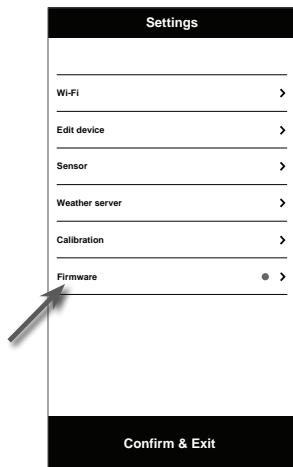 Settings
Wi-Fi
Edit device
Sensor
Weather server
Calibration
Firmware
Confirm & Exit